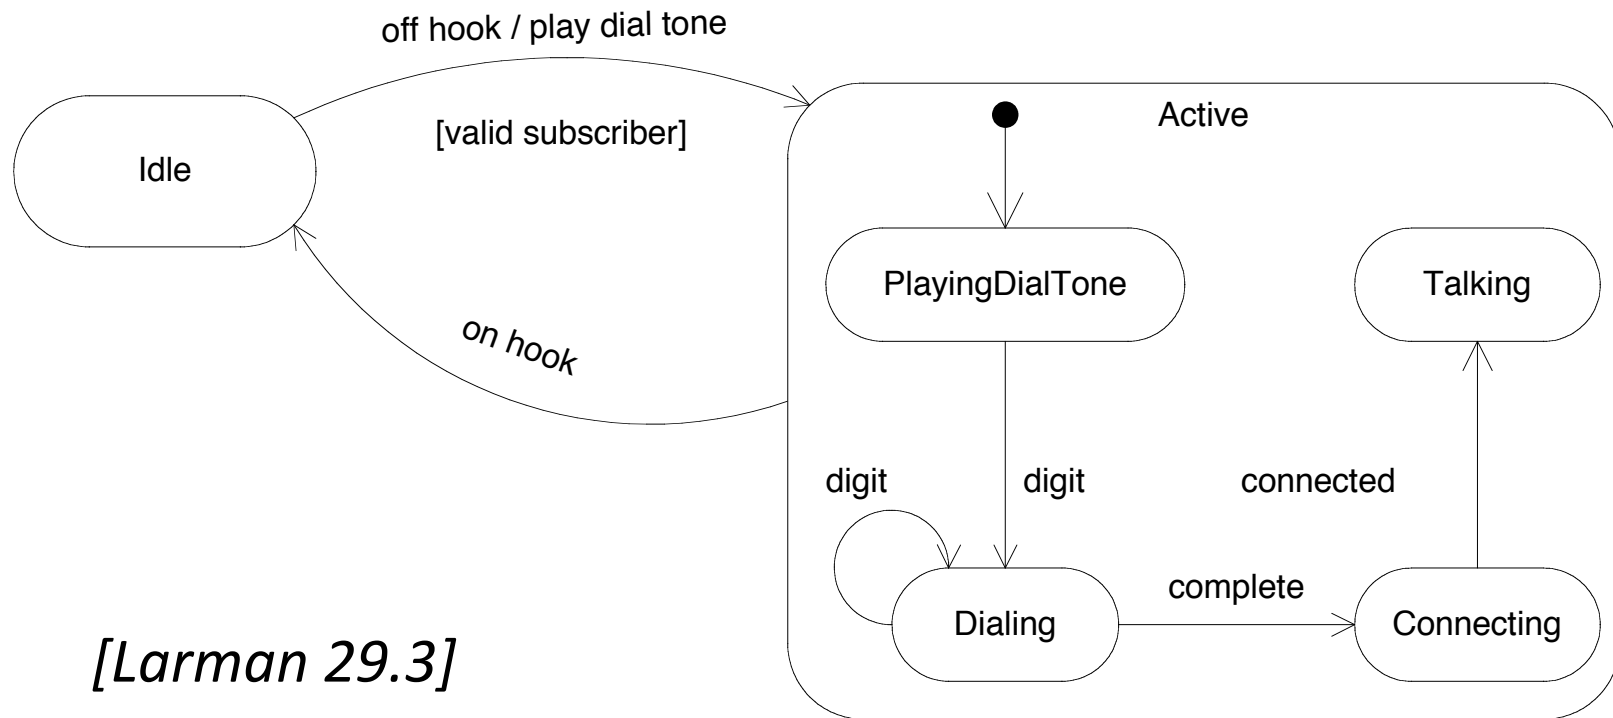 off hook / play dial tone
[valid subscriber]
Active
Idle
PlayingDialTone
Talking
on hook
digit
digit
connected
complete
Dialing
Connecting
[Larman 29.3]